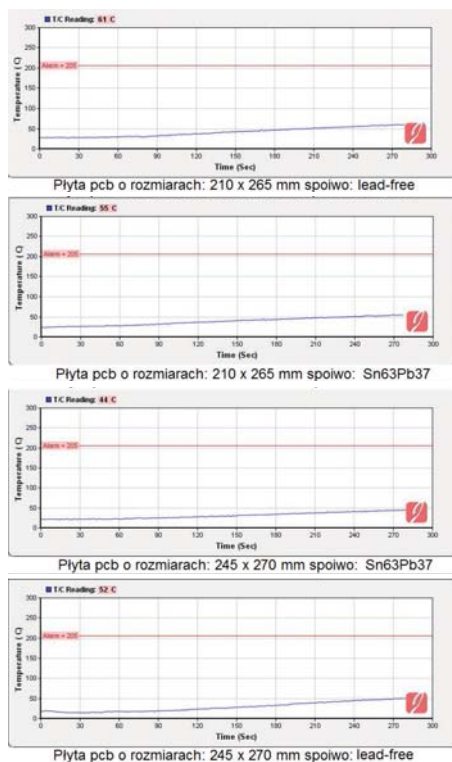 T/C Reading: 61 C
Temperature ( C)
300
250
200
150
100
50
0
Alarm = 205
0 30 60 90 120 150 180 210 240 270 300
Time (Sec)
Płyta pcb o rozmiarach: 210 x 265 mm spoiwo: lead-free
T/C Reading: 55 C
Temperature ( C)
300
250
200
150
100
50
0
Alarm = 205
0 30 60 90 120 150 180 210 240 270 300
Time (Sec)
Płyta pcb o rozmiarach: 210 x 265 mm spoiwo: Sn63Pb37
T/C Reading: 44 C
Temperature ( C)
300
250
200
150
100
50
0
Alarm = 205
0 30 60 90 120 150 180 210 240 270 300
Time (Sec)
Płyta pcb o rozmiarach: 245 x 270 mm spoiwo: Sn63Pb37
T/C Reading: 52 C
Temperature ( C)
300
250
200
150
100
50
0
Alarm = 205
0 30 60 90 120 150 180 210 240 270 300
Time (Sec)
Płyta pcb o rozmiarach: 245 x 270 mm spoiwo: lead-free